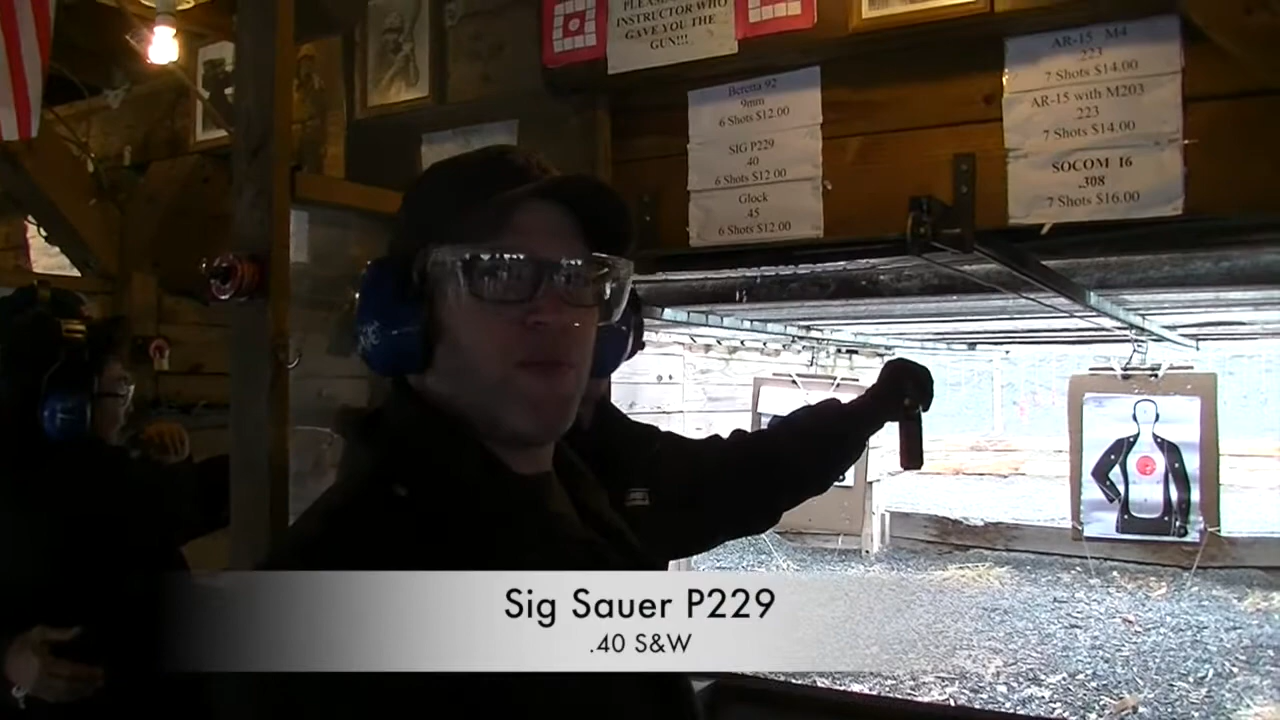 PLEASE
INSTRUCTOR WHO
GAVE YOU THE
GUN!!!
Beretta 92
9mm
6 Shots $12.00
SIG P229
.40
6 Shots $12.00
Glock
.45
6 Shots $12.00
AR-15 M4
.223
7 Shots $14.00
AR-15 with M203
223
7 Shots $14.00
SOCOM 16
.308
7 Shots $16.00
Sig Sauer P229
.40 S&W